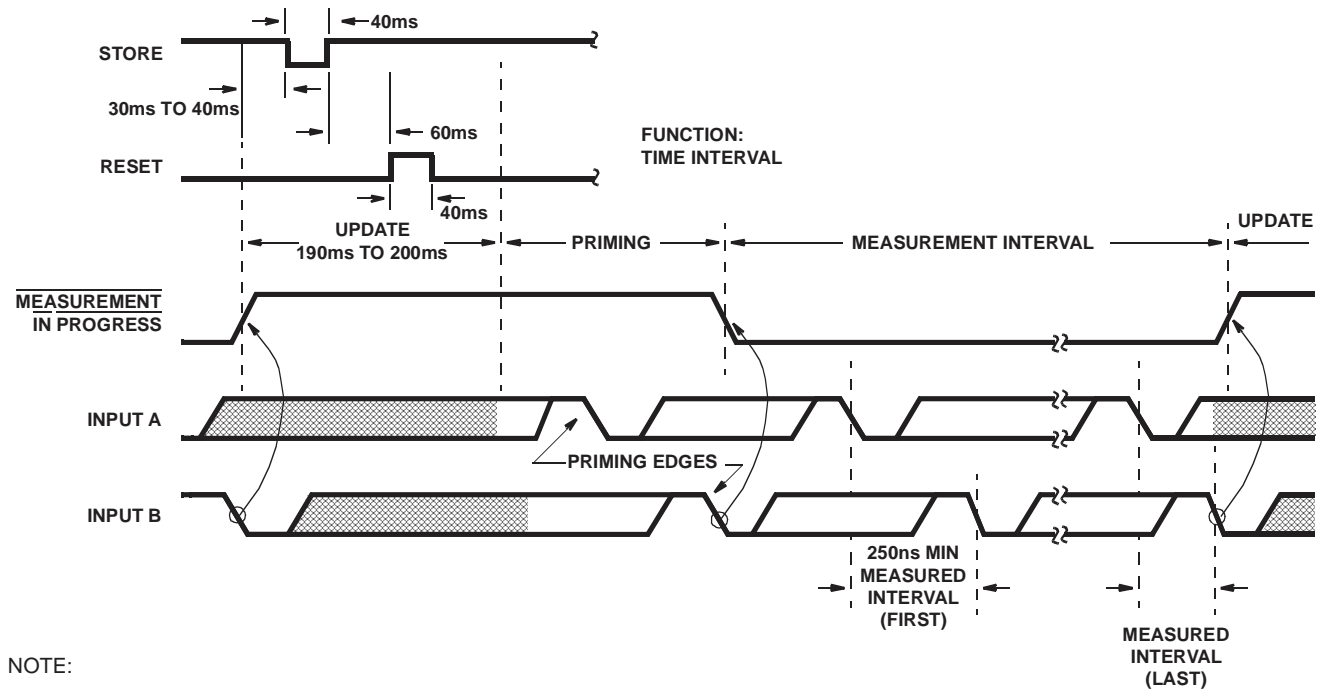 40ms
STORE
30ms TO 40ms
60ms
FUNCTION:
TIME INTERVAL
RESET
40ms
UPDATE
190ms TO 200ms
PRIMING
MEASUREMENT INTERVAL
UPDATE
MEASUREMENT
IN PROGRESS
INPUT A
PRIMING EDGES
INPUT B
250ns MIN
MEASURED
INTERVAL
(FIRST)
MEASURED
INTERVAL
(LAST)
NOTE: